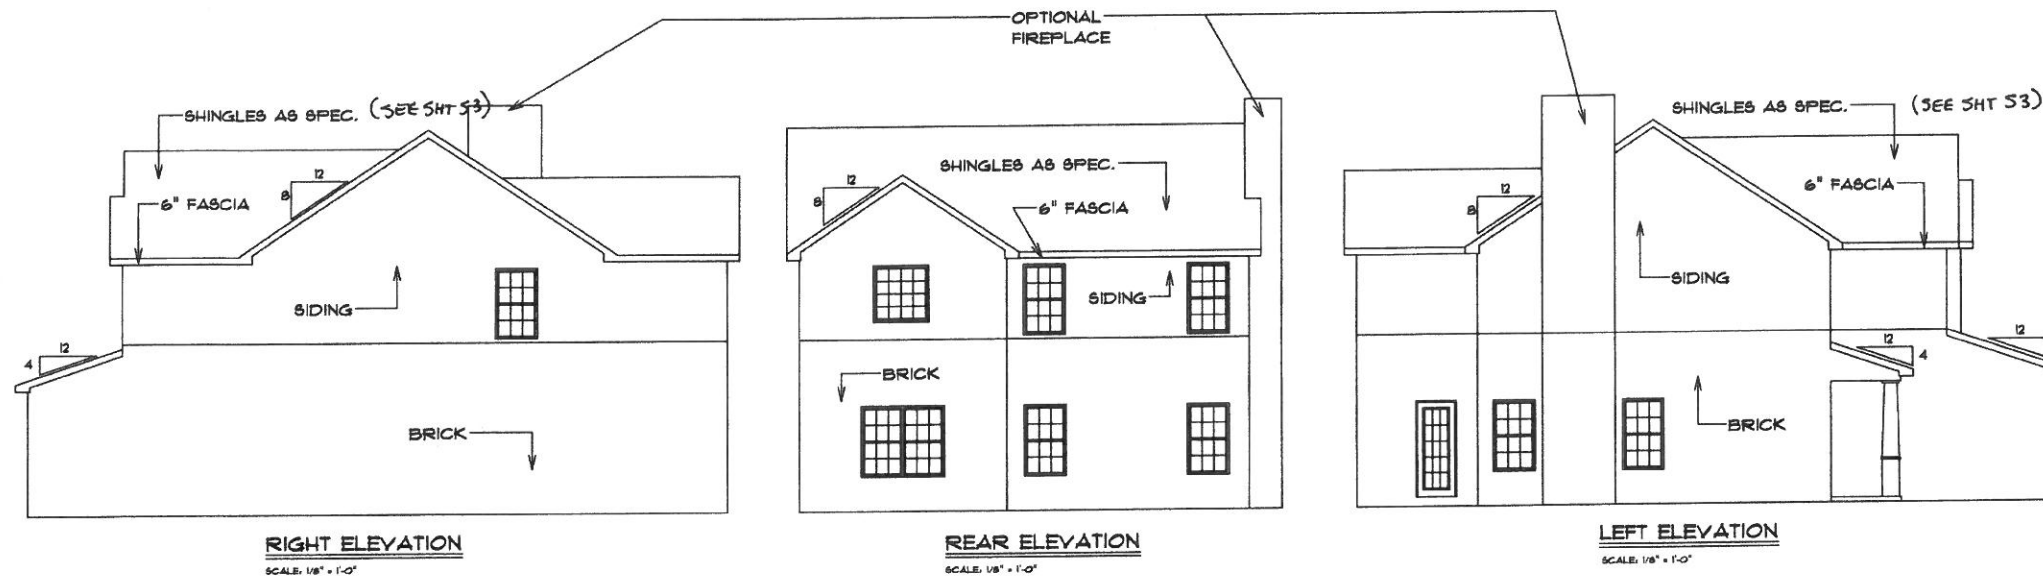 OPTIONAL
FIREPLACE
SHINGLES AS SPEC. (SEE SHT S3)
12
8
6" FASCIA
SIDING
12
4
BRICK
RIGHT ELEVATION
SCALE: 1/8" = 1'-0"
SHINGLES AS SPEC.
12
8
6" FASCIA
SIDING
BRICK
REAR ELEVATION
SCALE: 1/8" = 1'-0"
SHINGLES AS SPEC. (SEE SHT S3)
6" FASCIA
12
8
SIDING
12
12
4
BRICK
LEFT ELEVATION
SCALE: 1/8" = 1'-0"